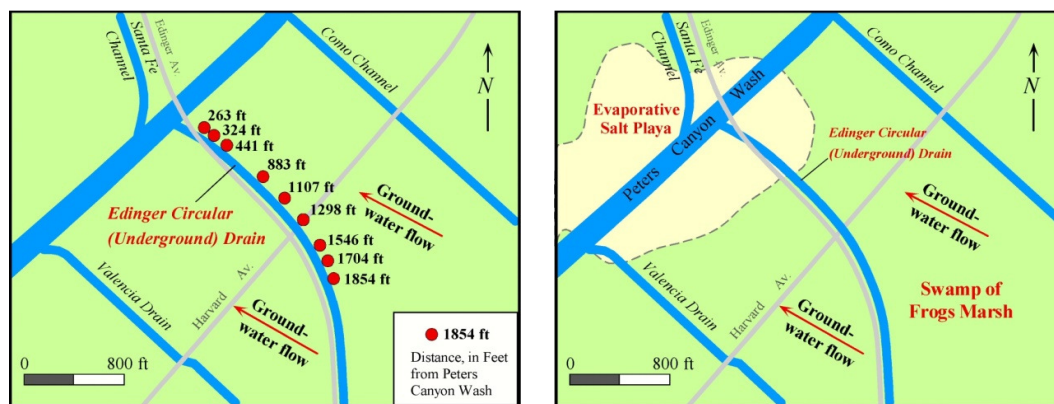 Santa Fe
Channel
Edinger Av.
Como Channel
N
263 ft
324 ft
441 ft
883 ft
1107 ft
1298 ft
1546 ft
1704 ft
1854 ft
Edinger Circular
(Underground) Drain
Ground-
water flow
Valencia Drain
Harvard Av.
Ground-
water flow
0 800 ft
1854 ft
Distance, in Feet
from Peters
Canyon Wash
Santa Fe
Channel
Edinger Av.
Como Channel
N
Evaporative
Salt Playa
Peters Canyon Wash
Edinger Circular
(Underground) Drain
Ground-
water flow
Valencia Drain
Harvard Av.
Swamp of
Frogs Marsh
Ground-
water flow
0 800 ft